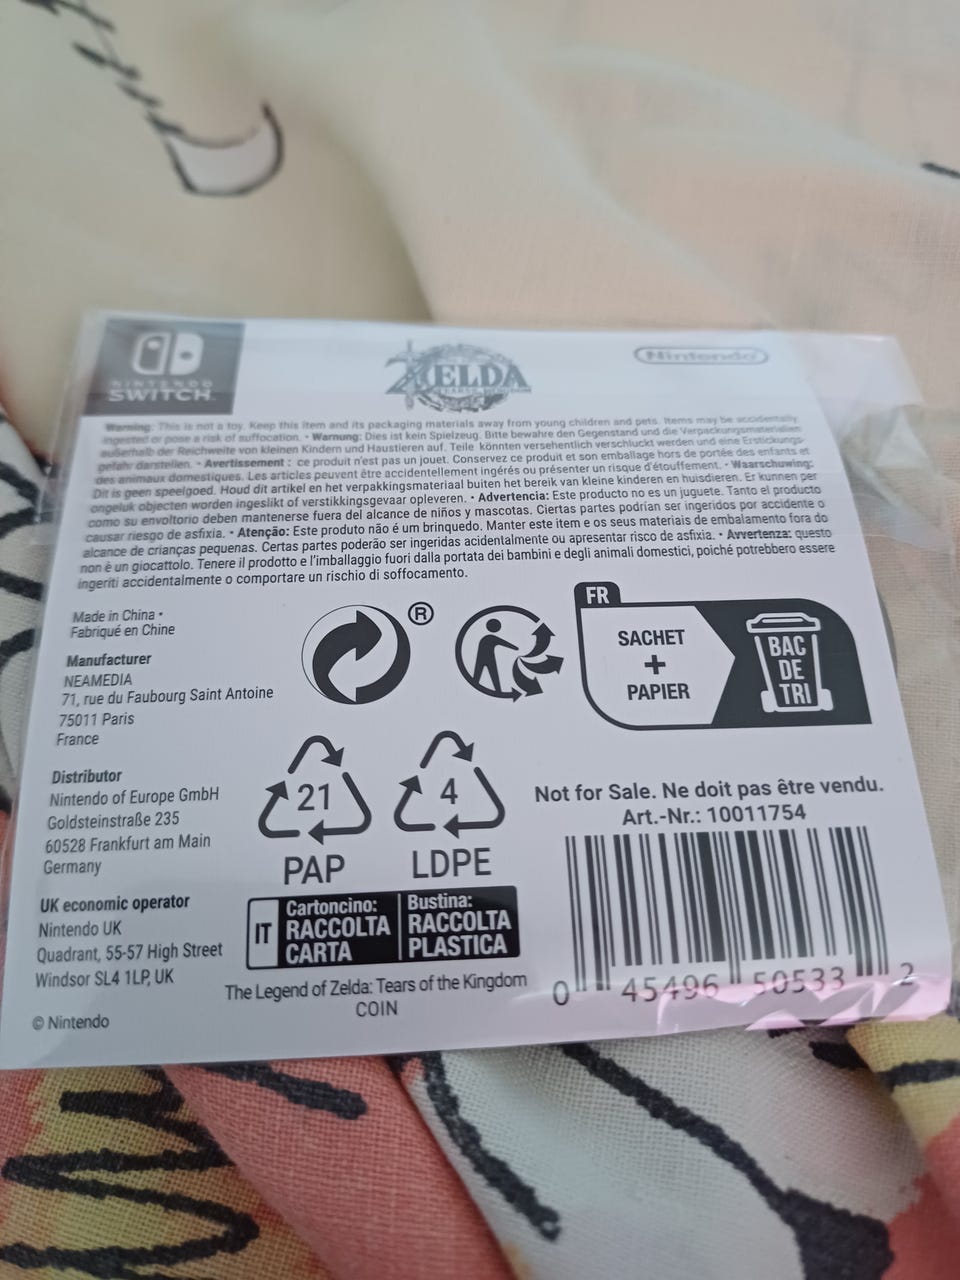 NINTENDO
SWITCH
THE LEGEND OF
ZELDA
TEARS OF THE KINGDOM
Nintendo
Warning: This is not a toy. Keep this item and its packaging materials away from young children and pets. Items may be accidentally
ingested or pose a risk of suffocation. • Warnung: Dies ist kein Spielzeug. Bitte bewahre den Gegenstand und die Verpackungsmaterialien
außerhalb der Reichweite von kleinen Kindern und Haustieren auf. Teile könnten versehentlich verschluckt werden und eine Erstickungs-
gefahr darstellen. • Avertissement : ce produit n'est pas un jouet. Conservez ce produit et son emballage hors de portée des enfants et
des animaux domestiques. Les articles peuvent être accidentellement ingérés ou présenter un risque d'étouffement. • Waarschuwing:
Dit is geen speelgoed. Houd dit artikel en het verpakkingsmateriaal buiten het bereik van kleine kinderen en huisdieren. Er kunnen per
ongeluk objecten worden ingeslikt of verstikkingsgevaar opleveren. • Advertencia: Este producto no es un juguete. Tanto el producto
como su envoltorio deben mantenerse fuera del alcance de niños y mascotas. Ciertas partes podrían ser ingeridos por accidente o
causar riesgo de asfixia. • Atenção: Este produto não é um brinquedo. Manter este item e os seus materiais de embalamento fora do
alcance de crianças pequenas. Certas partes poderão ser ingeridas acidentalmente ou apresentar risco de asfixia. • Avvertenza: questo
non è un giocattolo. Tenere il prodotto e l'imballaggio fuori dalla portata dei bambini e degli animali domestici, poiché potrebbero essere
ingeriti accidentalmente o comportare un rischio di soffocamento.
Made in China •
Fabriqué en Chine
Manufacturer
NEAMEDIA
71, rue du Faubourg Saint Antoine
75011 Paris
France
Distributor
Nintendo of Europe GmbH
Goldsteinstraße 235
60528 Frankfurt am Main
Germany
UK economic operator
Nintendo UK
Quadrant, 55-57 High Street
Windsor SL4 1LP, UK
© Nintendo
®
FR
SACHET
+
PAPIER
BAC
DE
TRI
21
PAP
4
LDPE
IT
Cartoncino:
RACCOLTA
CARTA
Bustina:
RACCOLTA
PLASTICA
The Legend of Zelda: Tears of the Kingdom
COIN
Not for Sale. Ne doit pas être vendu.
Art.-Nr.: 10011754
0 45496 50533 2